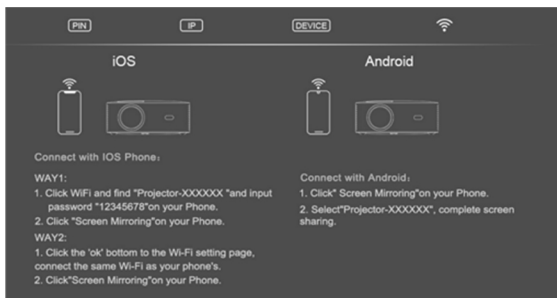 PIN IP DEVICE
iOS Android
Connect with IOS Phone:
WAY1:
1. Click WiFi and find "Projector-XXXXXX "and input
password "12345678"on your Phone.
2. Click "Screen Mirroring"on your Phone.
WAY2:
1. Click the 'ok' bottom to the Wi-Fi setting page,
connect the same Wi-Fi as your phone's.
2. Click"Screen Mirroring"on your Phone.
Connect with Android:
1. Click" Screen Mirroring"on your Phone.
2. Select"Projector-XXXXXX", complete screen
sharing.